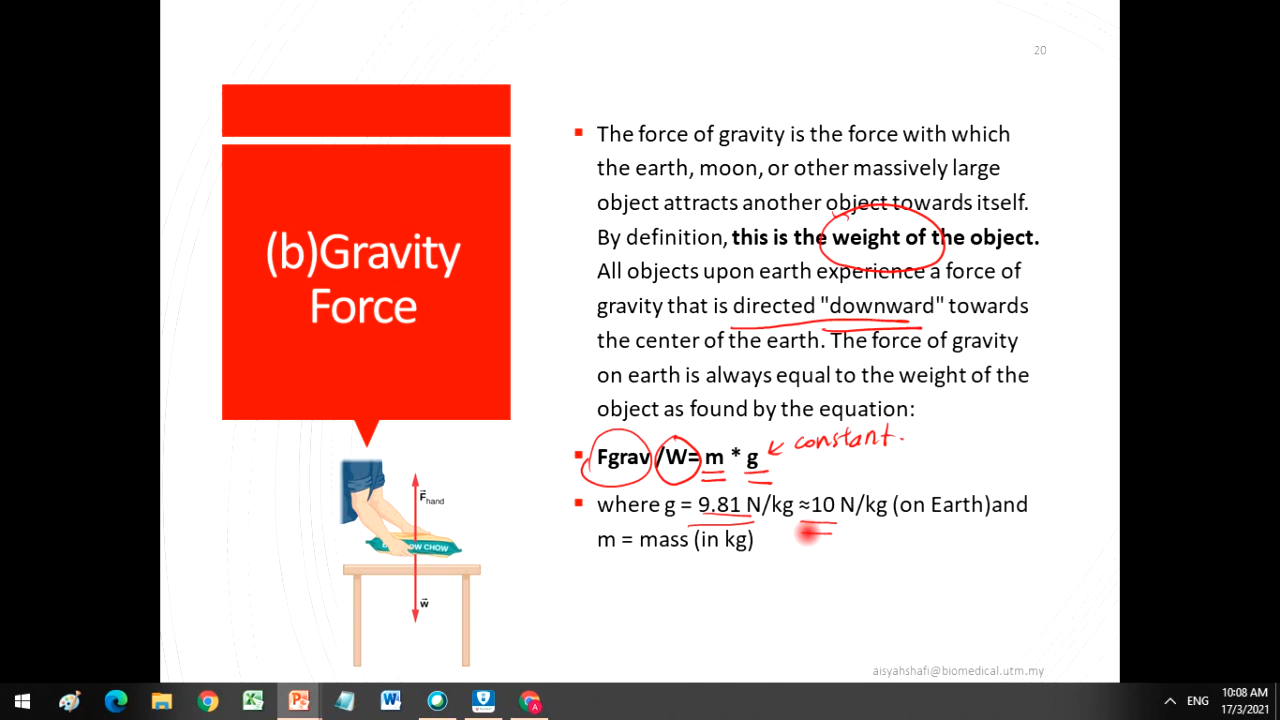 20
(b)Gravity
Force
The force of gravity is the force with which
the earth, moon, or other massively large
object attracts another object towards itself.
By definition, this is the weight of the object.
All objects upon earth experience a force of
gravity that is directed "downward" towards
the center of the earth. The force of gravity
on earth is always equal to the weight of the
object as found by the equation:
constant.
Fgrav /W= m * g
where g = 9.81 N/kg ≈10 N/kg (on Earth)and
m = mass (in kg)
F hand
CHOW
w
aisyahshafi@biomedical.utm.my
ENG
10:08 AM
17/3/2021